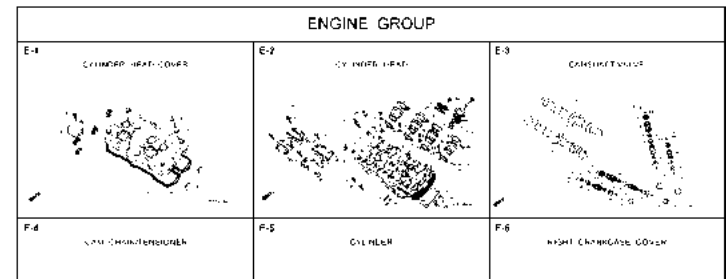 ENGINE GROUP
E-1
CYLINDER HEAD COVER
E-2
CYLINDER HEAD
E-3
CAMSHAFT/VALVE
E-4
CAM CHAIN/TENSIONER
E-5
CYLINDER
E-6
RIGHT CRANKCASE COVER